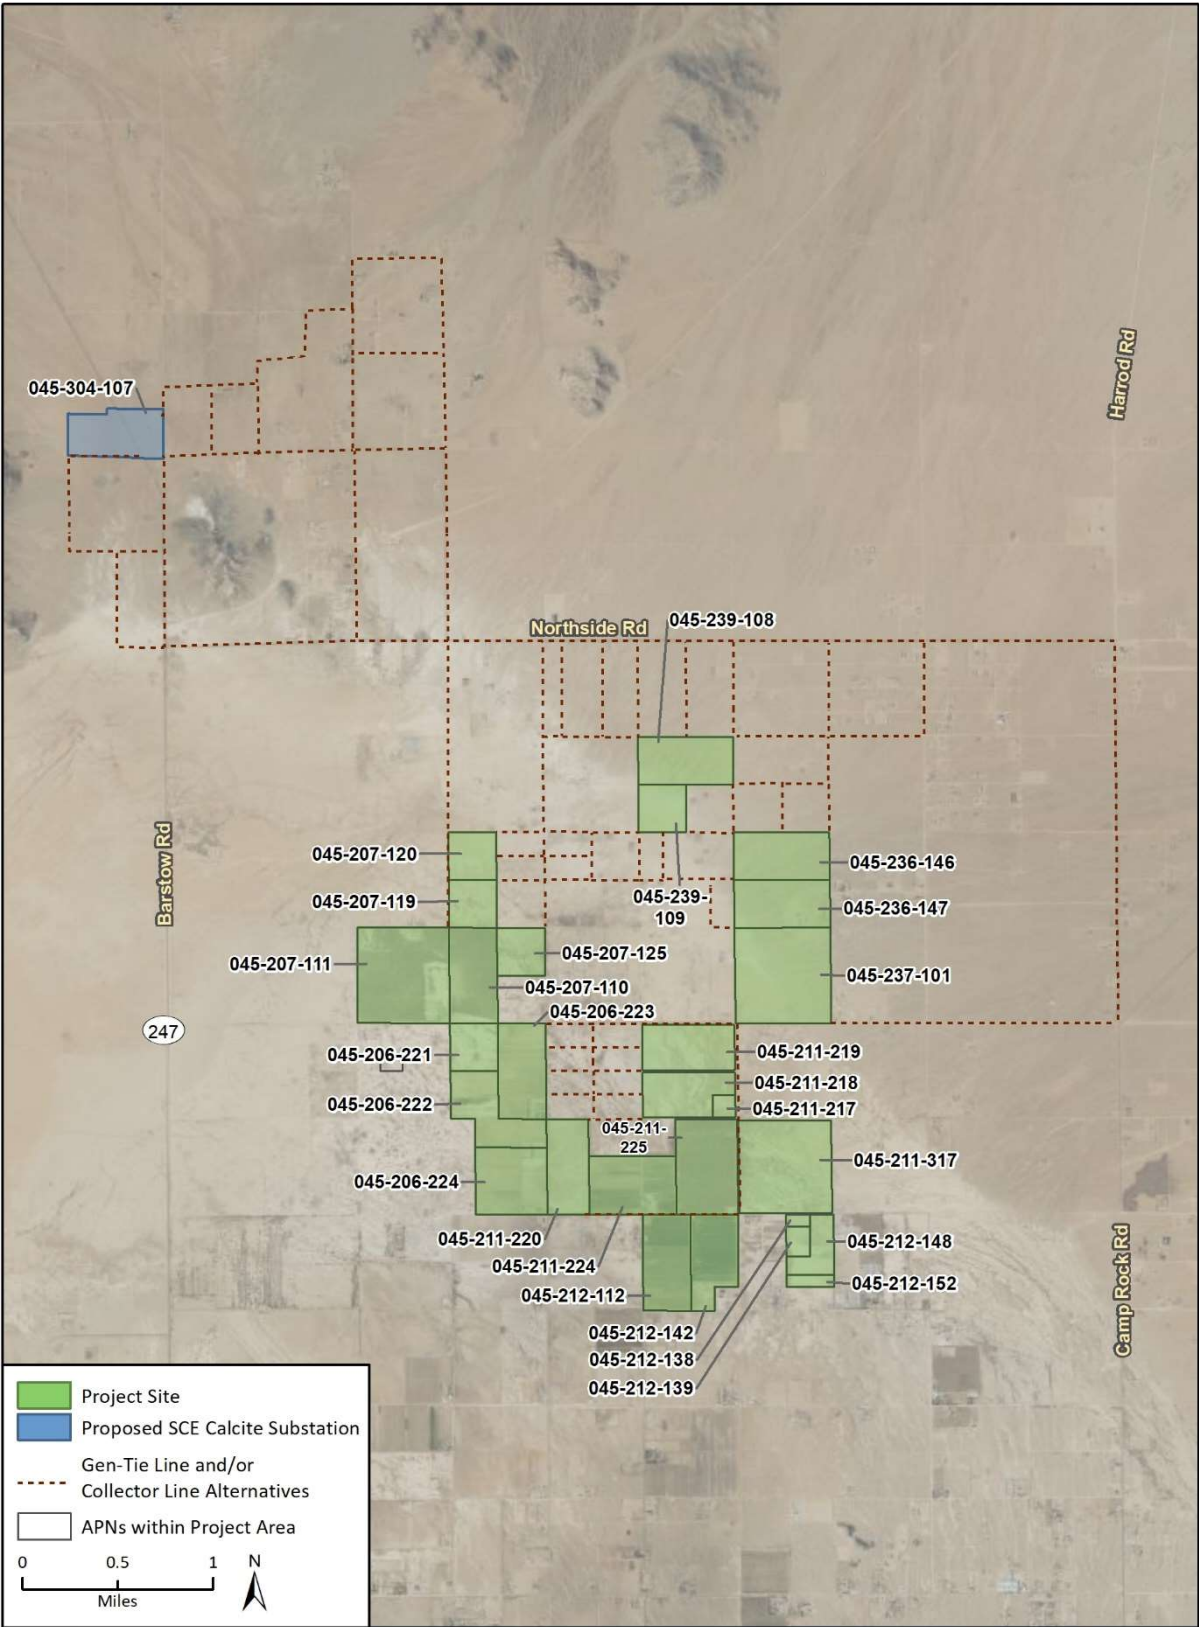 045-304-107
Harrod Rd
Northside Rd
045-239-108
Barstow Rd
045-207-120
045-236-146
045-207-119
045-239-
109
045-236-147
045-207-111
045-207-125
045-237-101
045-207-110
045-206-223
247
045-206-221
045-211-219
045-211-218
045-206-222
045-211-217
045-211-
225
045-211-317
045-206-224
045-211-220
045-212-148
045-211-224
045-212-152
045-212-112
Camp Rock Rd
045-212-142
045-212-138
045-212-139
Project Site
Proposed SCE Calcite Substation
Gen-Tie Line and/or
Collector Line Alternatives
APNs within Project Area
0 0.5 1
Miles
N